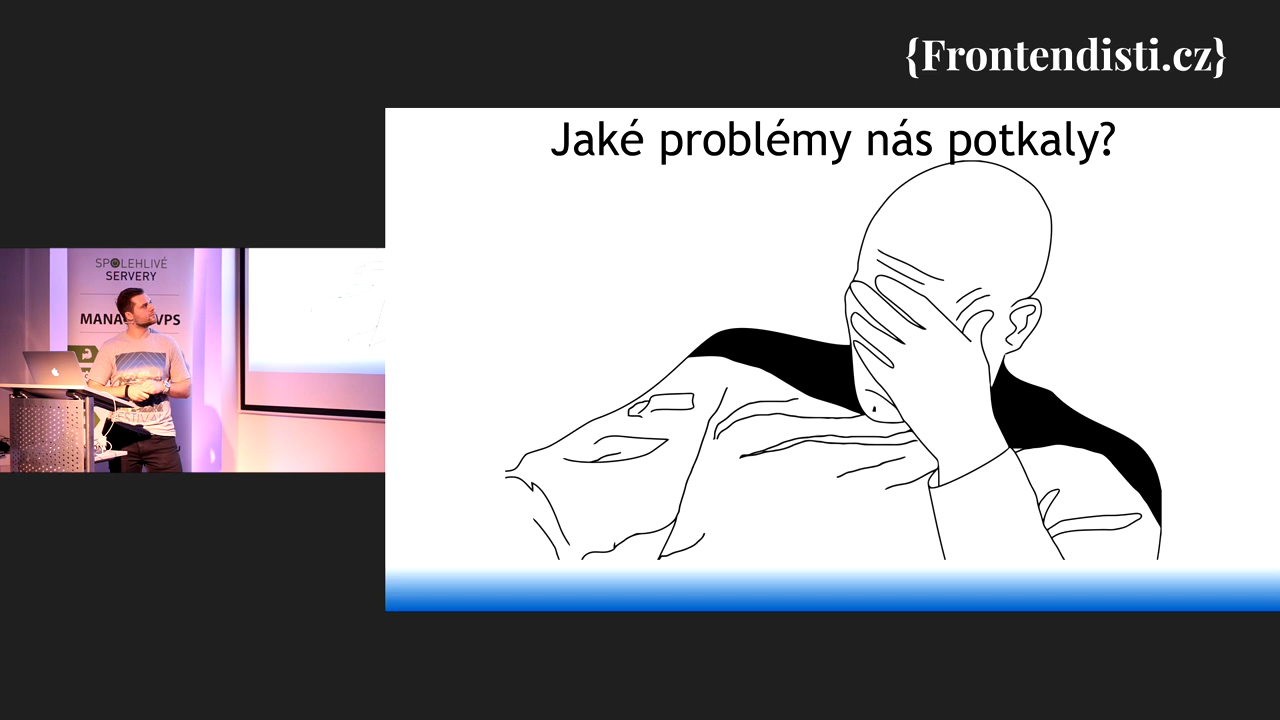 {Frontendisti.cz}
Jaké problémy nás potkaly?
SPOLEHLIVÉ
SERVERY